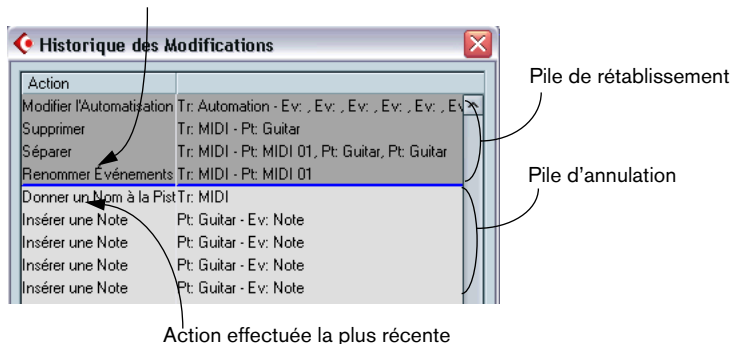 Historique des Modifications
Action
Modifier l'Automatisation Tr: Automation - Ev: , Ev: , Ev: , Ev: , Ev: , Ev
Supprimer Tr: MIDI - Pt: Guitar
Séparer Tr: MIDI - Pt: MIDI 01, Pt: Guitar, Pt: Guitar
Renommer Événements Tr: MIDI - Pt: MIDI 01
Donner un Nom à la Pist Tr: MIDI
Insérer une Note Pt: Guitar - Ev: Note
Insérer une Note Pt: Guitar - Ev: Note
Insérer une Note Pt: Guitar - Ev: Note
Insérer une Note Pt: Guitar - Ev: Note
Pile de rétablissement
Pile d'annulation
Action effectuée la plus récente